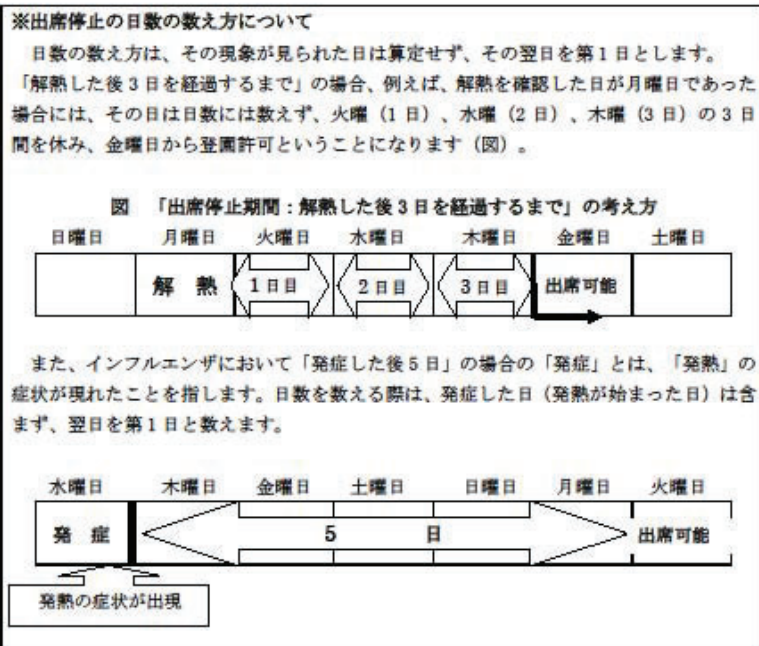 ※出席停止の日数の数え方について
日数の数え方は、その現象が見られた日は算定せず、その翌日を第1日とします。
「解熱した後3日を経過するまで」の場合、例えば、解熱を確認した日が月曜日であった
場合には、その日は日数には数えず、火曜（1日）、水曜（2日）、木曜（3日）の3日
間を休み、金曜日から登園許可ということになります（図）。
図　「出席停止期間：解熱した後3日を経過するまで」の考え方
日曜日　月曜日　火曜日　水曜日　木曜日　金曜日　土曜日
解　熱　1日目　2日目　3日目　出席可能
また、インフルエンザにおいて「発症した後5日」の場合の「発症」とは、「発熱」の
症状が現れたことを指します。日数を数える際は、発症した日（発熱が始まった日）は含
まず、翌日を第1日と数えます。
水曜日　木曜日　金曜日　土曜日　日曜日　月曜日　火曜日
発　症　5　日　出席可能
発熱の症状が出現